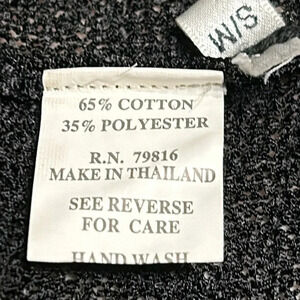 S/M
65% COTTON
35% POLYESTER
R.N. 79816
MAKE IN THAILAND
SEE REVERSE
FOR CARE
HAND WASH